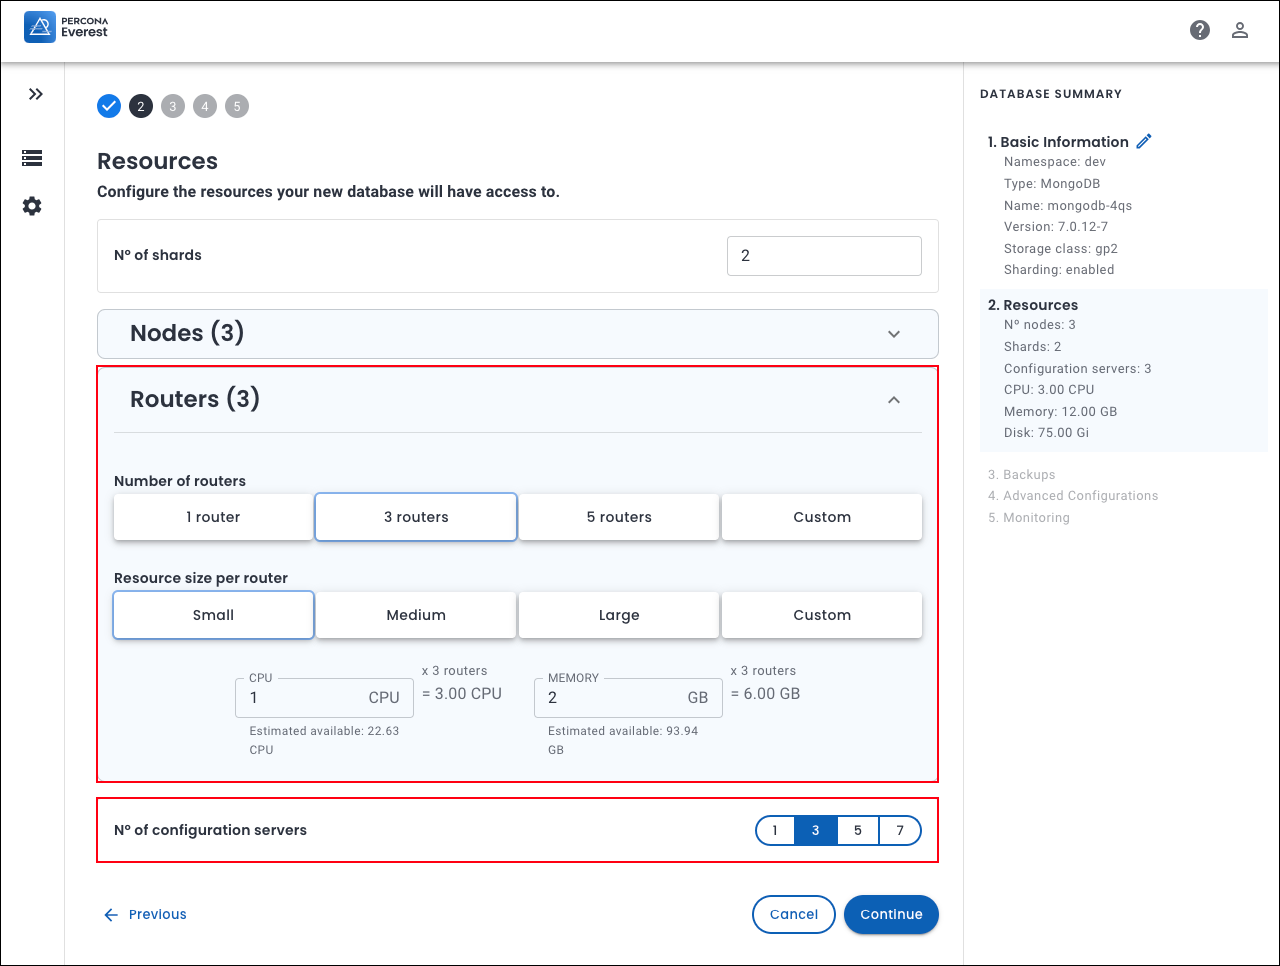 PERCONA
Everest
2 3 4 5
Resources
Configure the resources your new database will have access to.
Nº of shards
2
Nodes (3)
Routers (3)
Number of routers
1 router
3 routers
5 routers
Custom
Resource size per router
Small
Medium
Large
Custom
CPU
1 CPU
x 3 routers
= 3.00 CPU
Estimated available: 22.63
CPU
MEMORY
2 GB
x 3 routers
= 6.00 GB
Estimated available: 93.94
GB
Nº of configuration servers
1 3 5 7
Previous
Cancel
Continue
DATABASE SUMMARY
1. Basic Information
Namespace: dev
Type: MongoDB
Name: mongodb-4qs
Version: 7.0.12-7
Storage class: gp2
Sharding: enabled
2. Resources
Nº nodes: 3
Shards: 2
Configuration servers: 3
CPU: 3.00 CPU
Memory: 12.00 GB
Disk: 75.00 Gi
3. Backups
4. Advanced Configurations
5. Monitoring